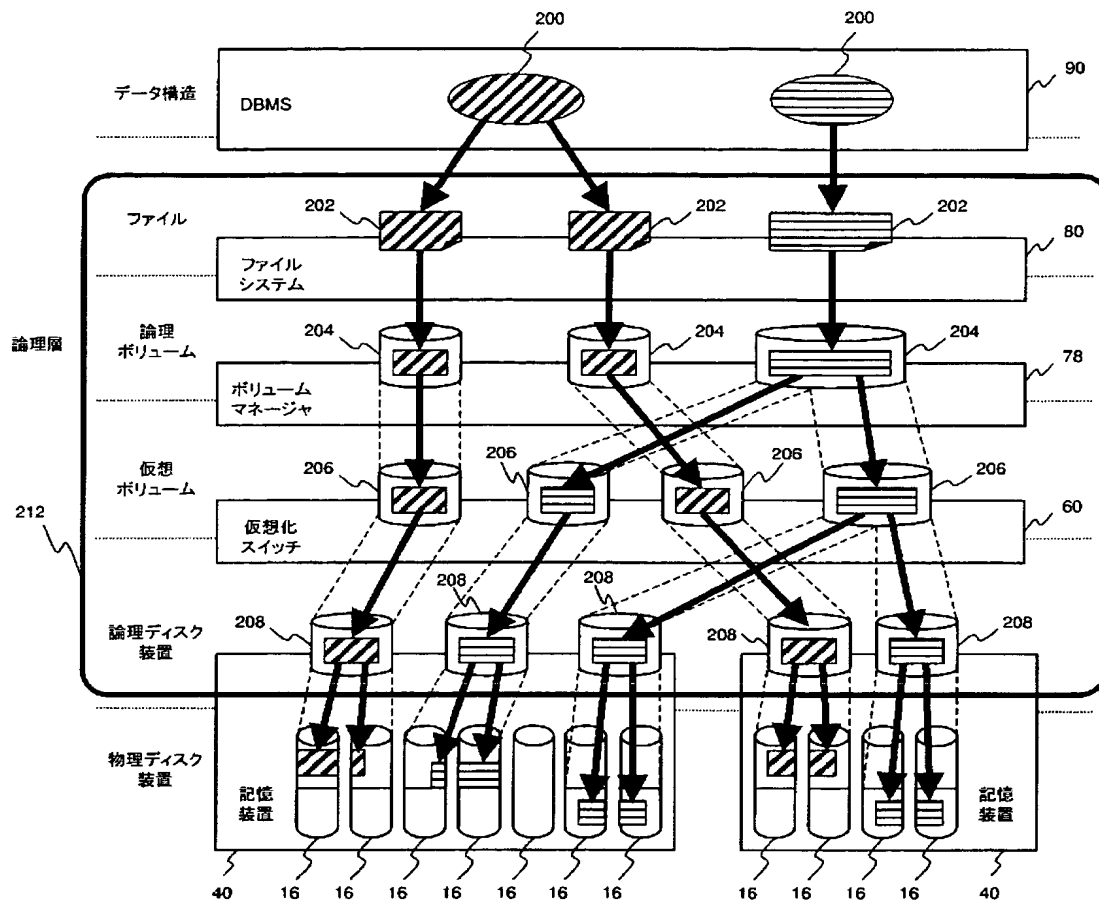 200
200
90
データ構造
DBMS
ファイル
202
202
202
80
ファイル
システム
論理
ボリューム
204
204
204
78
論理層
ボリューム
マネージャ
仮想
ボリューム
206
206
206
206
60
212
仮想化
スイッチ
208
208
論理ディスク
装置
208
208
208
物理ディスク
装置
記憶
装置
記憶
装置
40
16
16
16
16
16
16
16
16
16
16
16
40